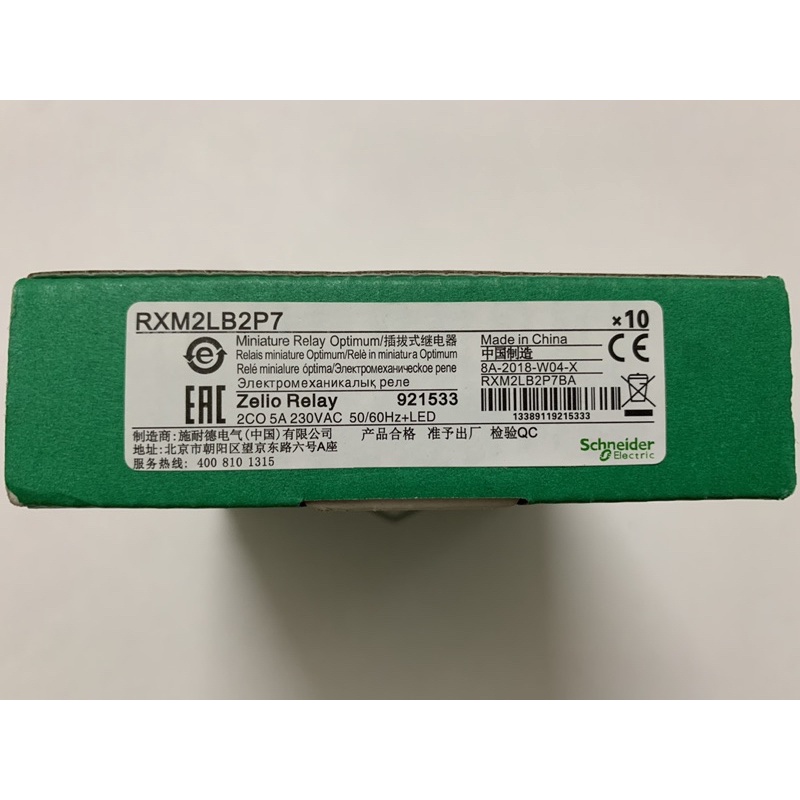 RXM2LB2P7
×10
Miniature Relay Optimum/插拔式继电器
Relais miniature Optimum/Relè in miniatura Optimum
Relé miniature óptima/Электромеханическое реле
Электромеханикалық реле
Made in China
中国制造
8A-2018-W04-X
RXM2LB2P7BA
CE
e
EAC
Zelio Relay 921533
2CO 5A 230VAC 50/60Hz+LED
13389119215333
制造商: 施耐德电气(中国)有限公司 产品合格 准予出厂 检验QC
地址: 北京市朝阳区望京东路六号A座
服务热线: 400 810 1315
Schneider
Electric